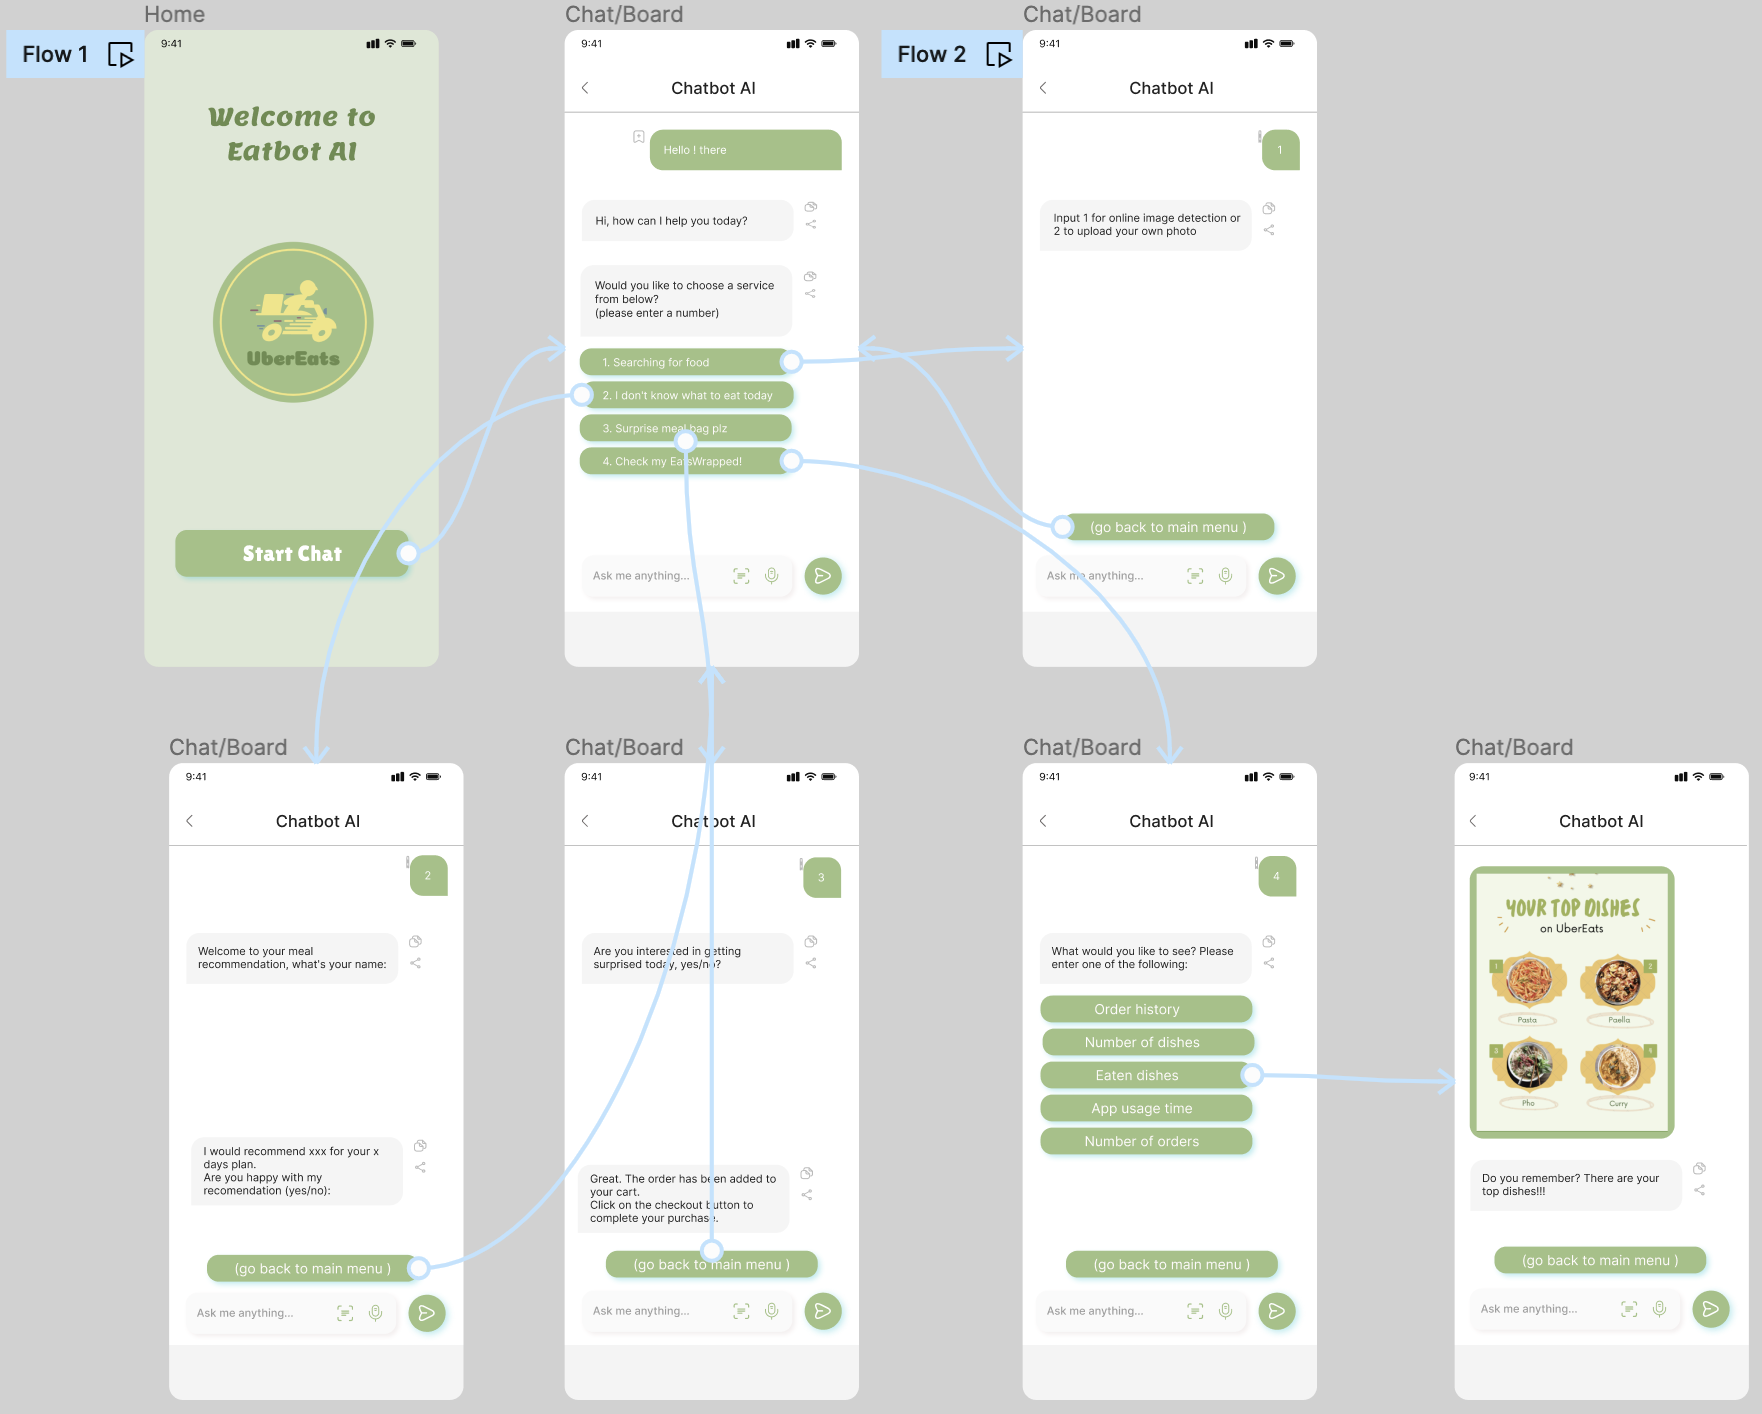 Home
Flow 1
9:41
Welcome to
Eatbot AI
UberEats
Start Chat
Chat/Board
9:41
Chatbot AI
Hello ! there
Hi, how can I help you today?
Would you like to choose a service
from below?
(please enter a number)
1. Searching for food
2. I don't know what to eat today
3. Surprise meal bag plz
4. Check my EatsWrapped!
Ask me anything...
Chat/Board
Flow 2
9:41
Chatbot AI
1
Input 1 for online image detection or
2 to upload your own photo
(go back to main menu )
Ask me anything...
Chat/Board
9:41
Chatbot AI
2
Welcome to your meal
recommendation, what's your name:
I would recommend xxx for your x
days plan.
Are you happy with my
recomendation (yes/no):
(go back to main menu )
Ask me anything...
Chat/Board
9:41
Chatbot AI
3
Are you interested in getting
surprised today, yes/no?
Great. The order has been added to
your cart.
Click on the checkout button to
complete your purchase.
(go back to main menu )
Ask me anything...
Chat/Board
9:41
Chatbot AI
4
What would you like to see? Please
enter one of the following:
Order history
Number of dishes
Eaten dishes
App usage time
Number of orders
(go back to main menu )
Ask me anything...
Chat/Board
9:41
Chatbot AI
YOUR TOP DISHES
on UberEats
1
2
Pasta
Paella
3
4
Pho
Curry
Do you remember? There are your
top dishes!!!
(go back to main menu )
Ask me anything...